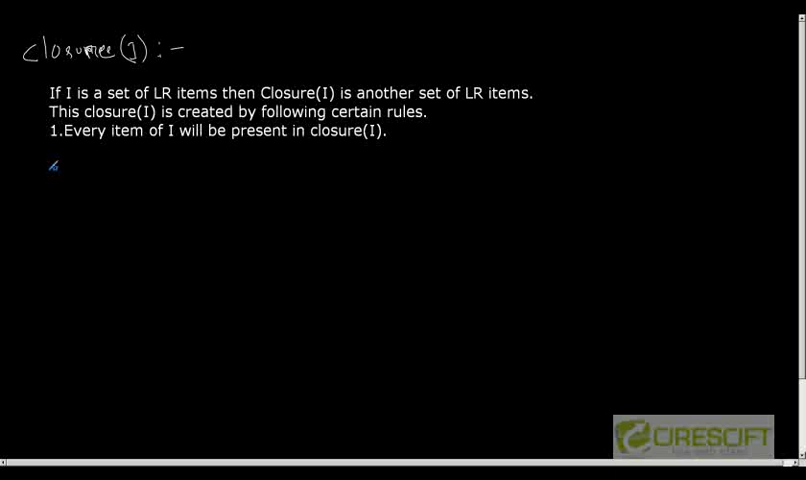 closure(I) :-
If I is a set of LR items then Closure(I) is another set of LR items.
This closure(I) is created by following certain rules.
1.Every item of I will be present in closure(I).
CIRESCIFT